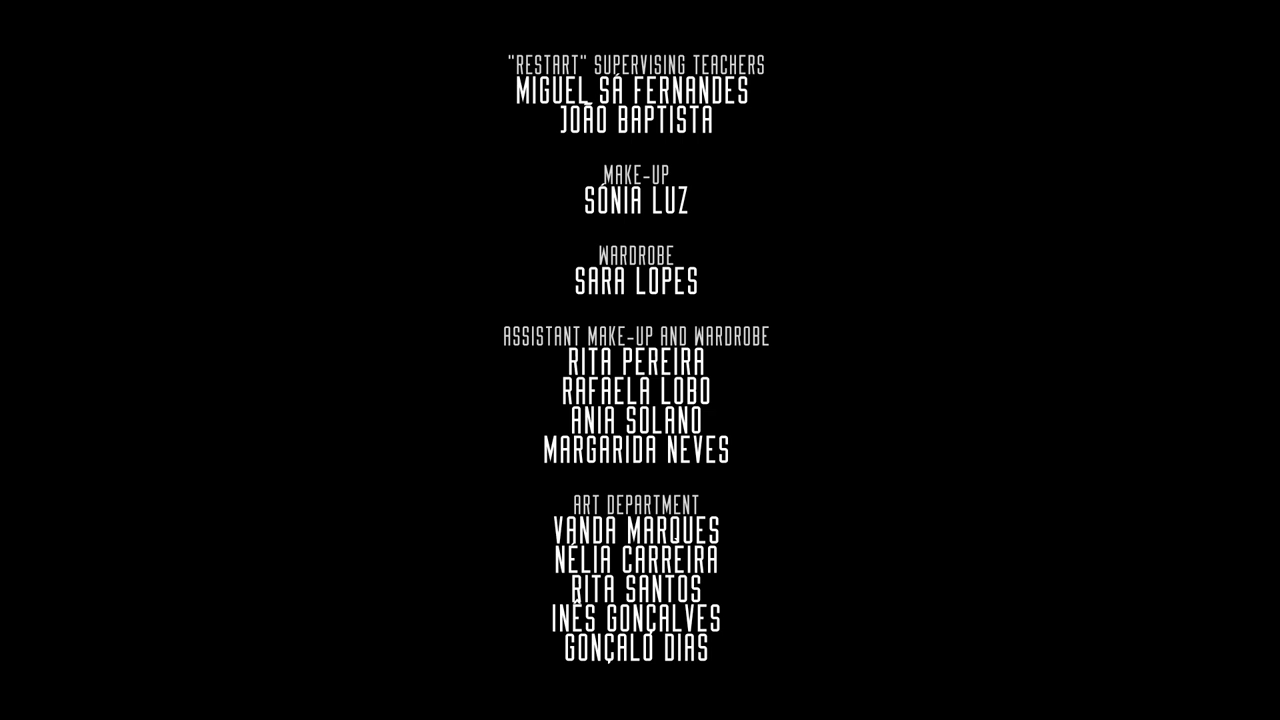 "RESTART" SUPERVISING TEACHERS
MIGUEL SÁ FERNANDES
JOÃO BAPTISTA
MAKE-UP
SÓNIA LUZ
WARDROBE
SARA LOPES
ASSISTANT MAKE-UP AND WARDROBE
RITA PEREIRA
RAFAELA LOBO
ANIA SOLANO
MARGARIDA NEVES
ART DEPARTMENT
VANDA MARQUES
NÉLIA CARREIRA
RITA SANTOS
INÊS GONÇALVES
GONÇALO DIAS